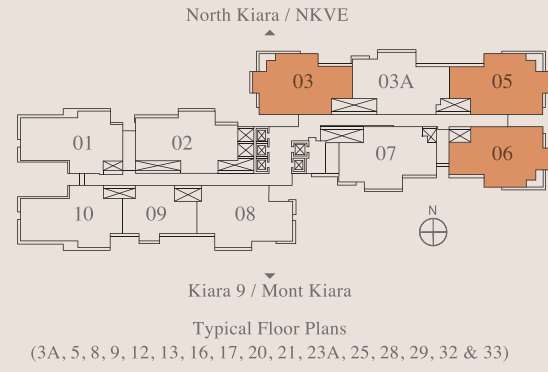 North Kiara / NKVE
03
03A
05
01
02
07
06
10
09
08
N
Kiara 9 / Mont Kiara
Typical Floor Plans
(3A, 5, 8, 9, 12, 13, 16, 17, 20, 21, 23A, 25, 28, 29, 32 & 33)